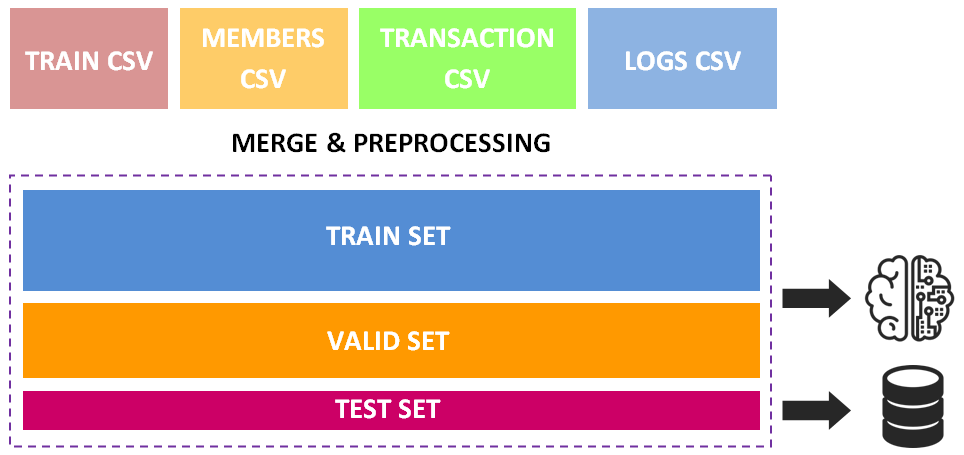 TRAIN CSV
MEMBERS
CSV
TRANSACTION
CSV
LOGS CSV
MERGE & PREPROCESSING
TRAIN SET
VALID SET
TEST SET